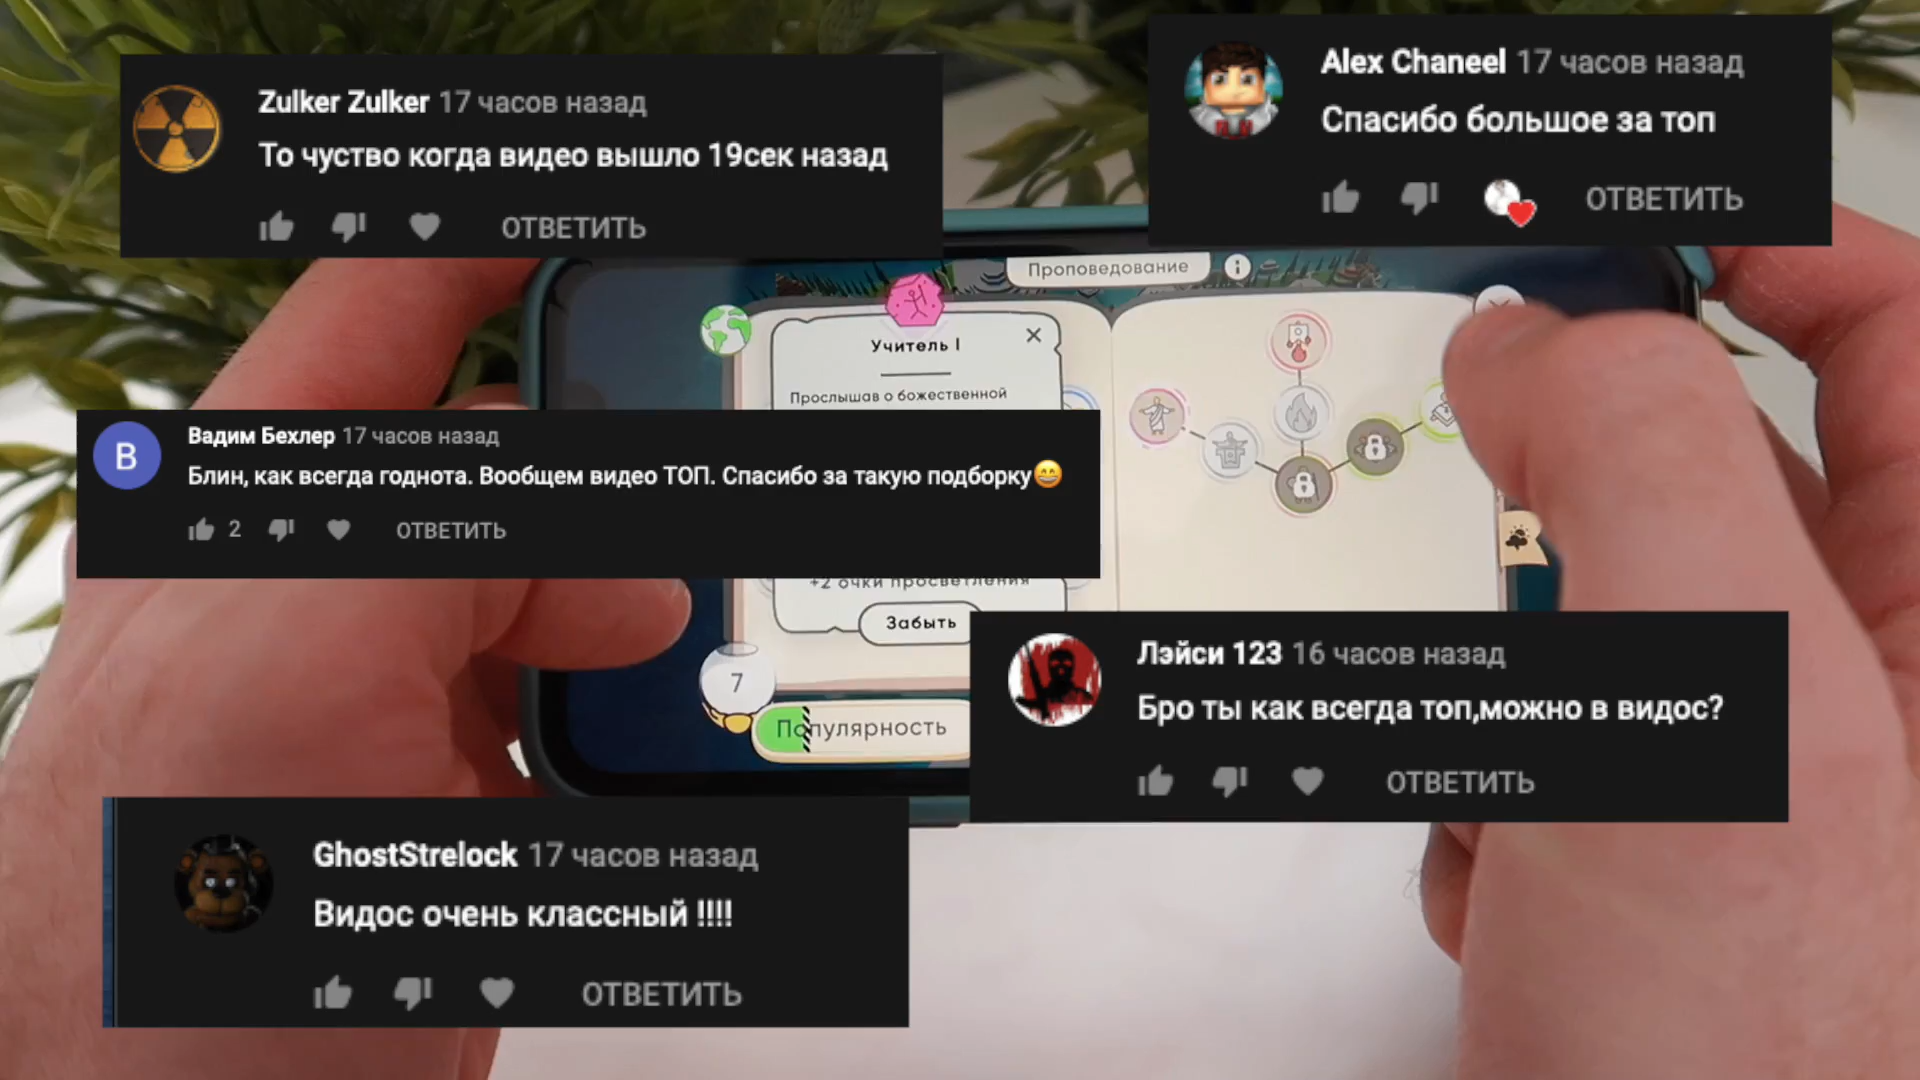 Zulker Zulker 17 часов назад
То чуство когда видео вышло 19сек назад
ОТВЕТИТЬ
Alex Chaneel 17 часов назад
Спасибо большое за топ
ОТВЕТИТЬ
Проповедование
Учитель I
Прослышав о божественной
В
Вадим Бехлер 17 часов назад
Блин, как всегда годнота. Вообщем видео ТОП. Спасибо за такую подборку😄
2 ОТВЕТИТЬ
+2 очки просветления
Забыть
7
Популярность
Лэйси 123 16 часов назад
Бро ты как всегда топ,можно в видос?
ОТВЕТИТЬ
GhostStrelock 17 часов назад
Видос очень классный !!!!
ОТВЕТИТЬ